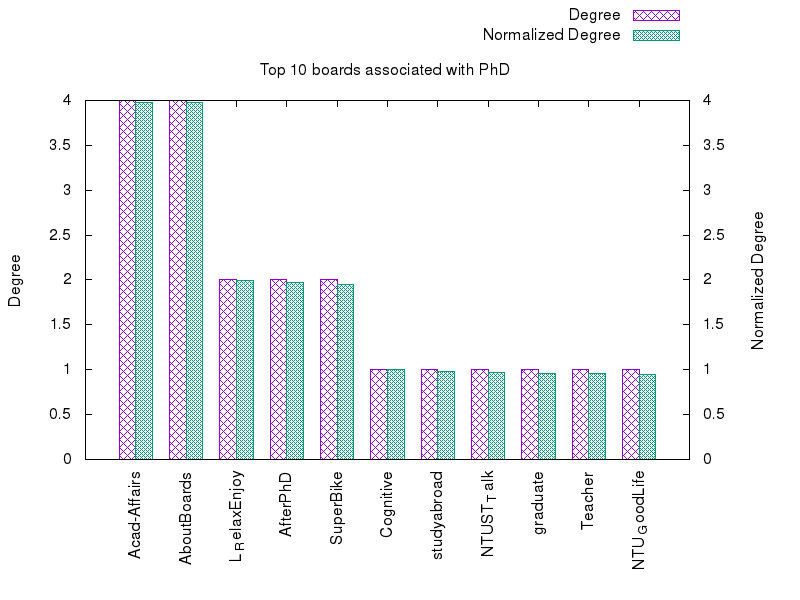 Degree
Normalized Degree
Top 10 boards associated with PhD
4
3.5
3
2.5
2
1.5
1
0.5
0
4
3.5
3
2.5
2
1.5
1
0.5
0
Degree
Normalized Degree
Acad-Affairs
AboutBoards
L_RelaxEnjoy
AfterPhD
SuperBike
Cognitive
studyabroad
NTUST_Talk
graduate
Teacher
NTU_GoodLife